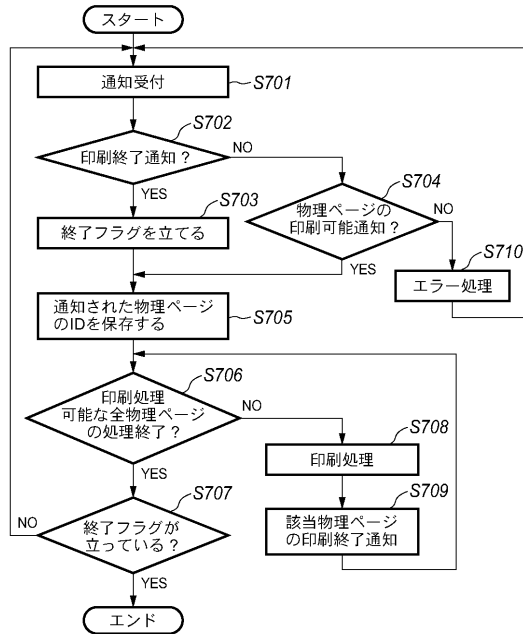 スタート
通知受付
S701
S702
印刷終了通知？
NO
YES
S703
終了フラグを立てる
S704
物理ページの
印刷可能通知？
NO
YES
S710
エラー処理
通知された物理ページ
のIDを保存する
S705
S706
印刷処理
可能な全物理ページ
の処理終了？
NO
YES
S708
印刷処理
S709
該当物理ページ
の印刷終了通知
S707
終了フラグが
立っている？
NO
YES
エンド